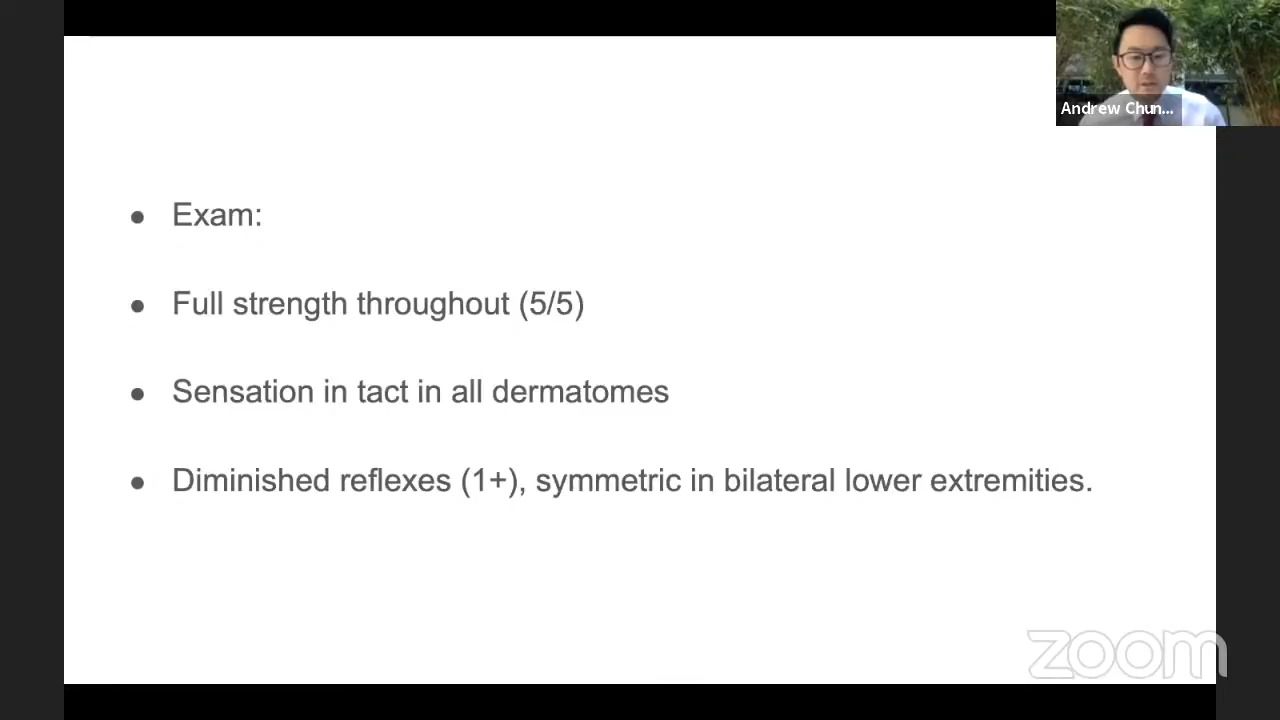 Andrew Chun...
● Exam:
● Full strength throughout (5/5)
● Sensation in tact in all dermatomes
● Diminished reflexes (1+), symmetric in bilateral lower extremities.
zoom